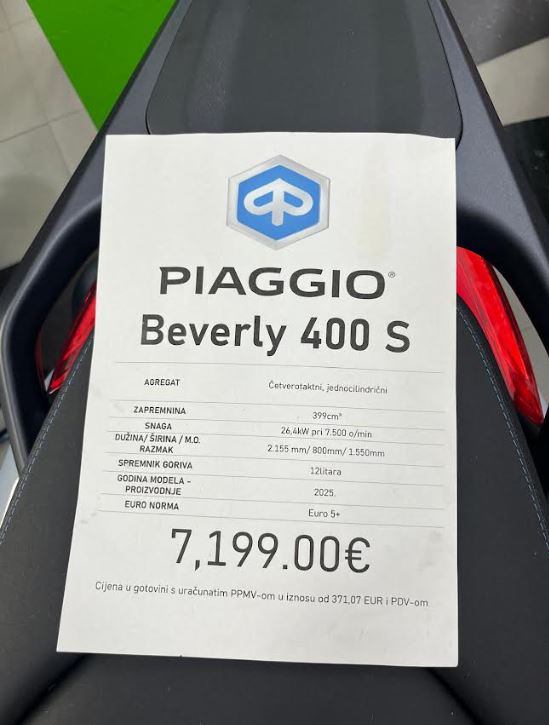 PIAGGIO®
Beverly 400 S
AGREGAT Četverotaktni, jednocilindrični
ZAPREMNINA 399cm³
SNAGA 26,4kW pri 7.500 o/min
DUŽINA/ ŠIRINA / M.O.
RAZMAK 2.155 mm/ 800mm/ 1.550mm
SPREMNIK GORIVA 12litara
GODINA MODELA -
PROIZVODNJE 2025.
EURO NORMA Euro 5+
7,199.00€
Cijena u gotovini s uračunatim PPMV-om u iznosu od 371,07 EUR i PDV-om